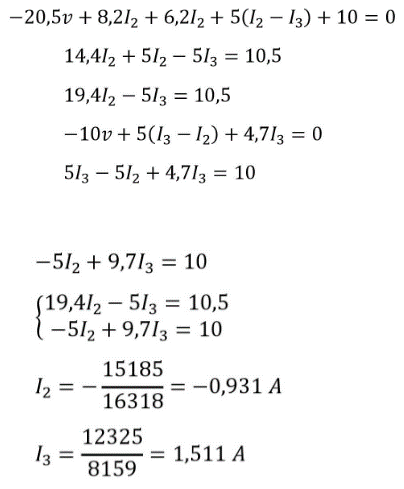 −20,5v + 8,2I₂ + 6,2I₂ + 5(I₂ − I₃) + 10 = 0
14,4I₂ + 5I₂ − 5I₃ = 10,5
19,4I₂ − 5I₃ = 10,5
−10v + 5(I₃ − I₂) + 4,7I₃ = 0
5I₃ − 5I₂ + 4,7I₃ = 10
−5I₂ + 9,7I₃ = 10
{19,4I₂ − 5I₃ = 10,5
−5I₂ + 9,7I₃ = 10
I₂ = −15185/16318 = −0,931 A
I₃ = 12325/8159 = 1,511 A